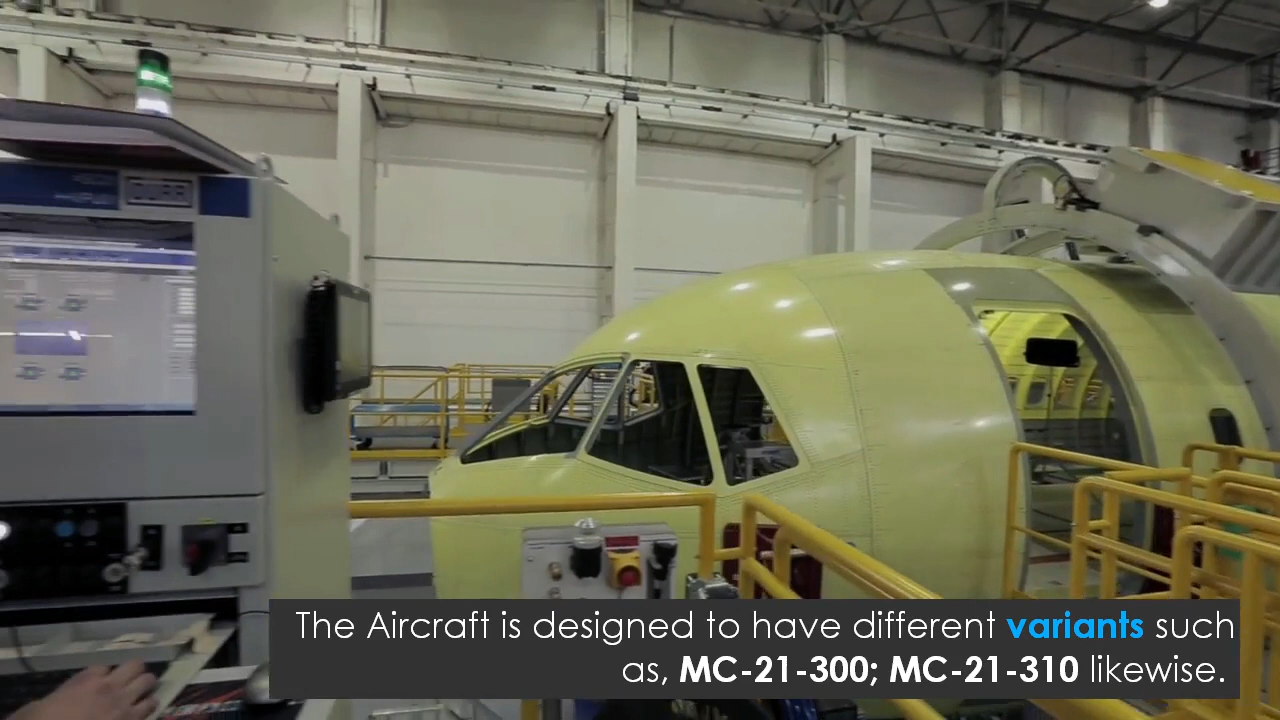 The Aircraft is designed to have different variants such
as, MC-21-300; MC-21-310 likewise.